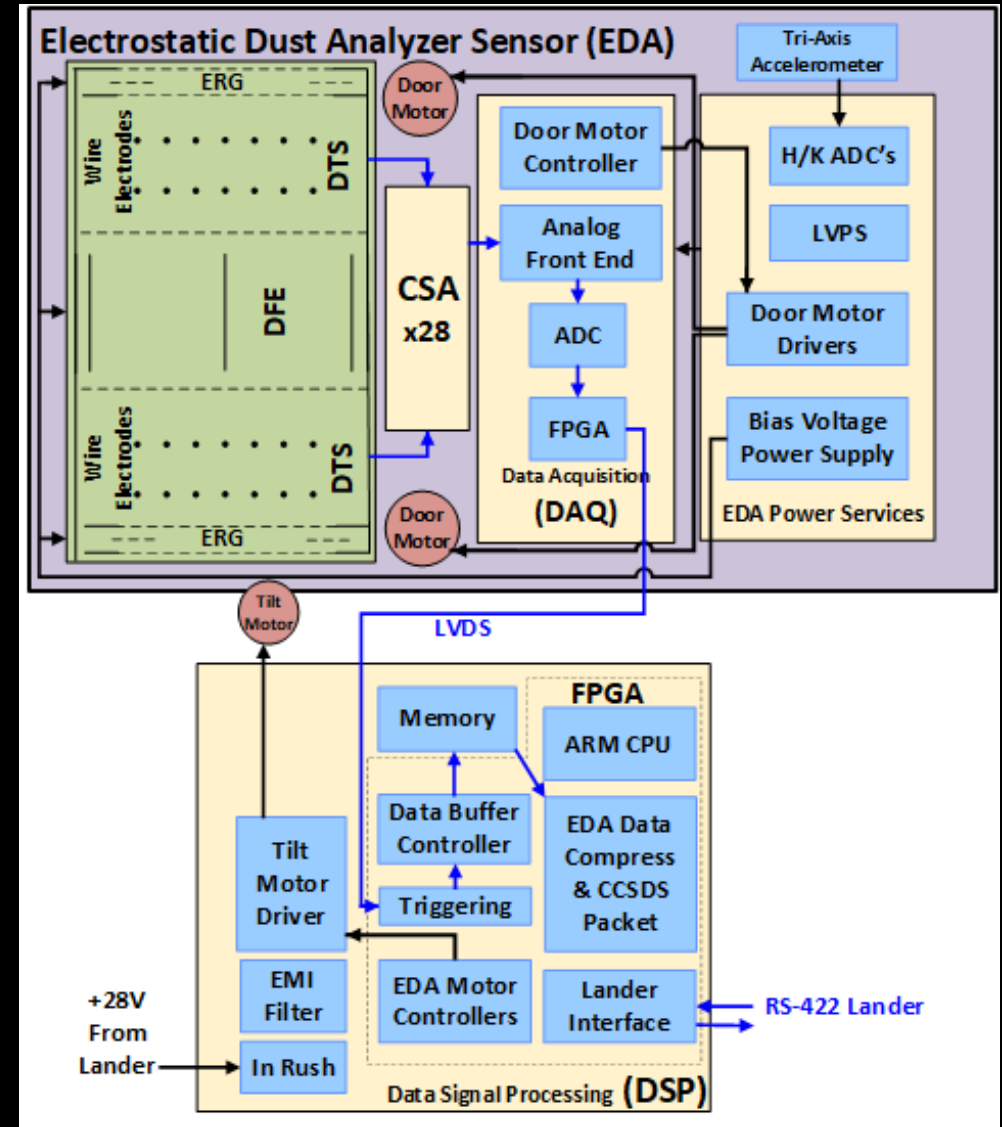 Electrostatic Dust Analyzer Sensor (EDA)
ERG
Wire
Electrodes
DTS
DFE
Wire
Electrodes
DTS
ERG
Door
Motor
CSA
x28
Door
Motor
Door Motor
Controller
Analog
Front End
ADC
FPGA
Data Acquisition
(DAQ)
Tri-Axis
Accelerometer
H/K ADC's
LVPS
Door Motor
Drivers
Bias Voltage
Power Supply
EDA Power Services
Tilt
Motor
LVDS
FPGA
Memory
ARM CPU
Data Buffer
Controller
EDA Data
Compress
& CCSDS
Packet
Tilt
Motor
Driver
Triggering
EMI
Filter
EDA Motor
Controllers
Lander
Interface
RS-422 Lander
+28V
From
Lander
In Rush
Data Signal Processing (DSP)